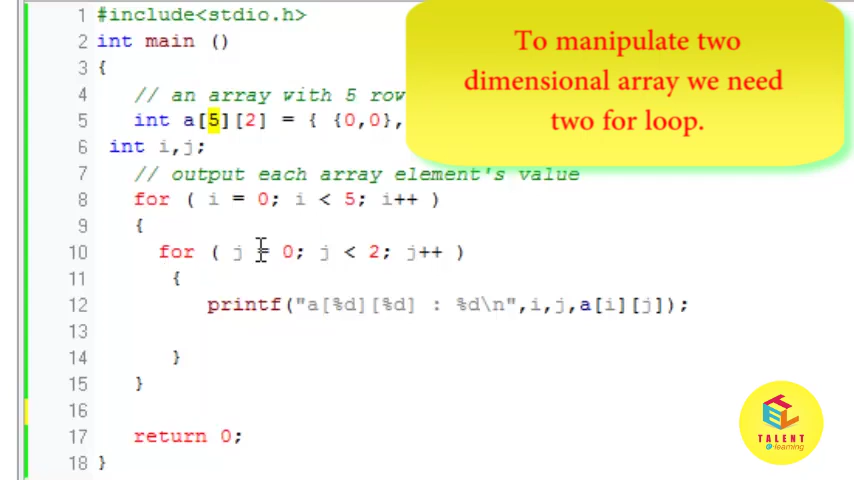 1 #include<stdio.h>
2 int main ()
3 {
4 // an array with 5 row
5 int a[5][2] = { {0,0},
6 int i,j;
7 // output each array element's value
8 for ( i = 0; i < 5; i++ )
9 {
10 for ( j = 0; j < 2; j++ )
11 {
12 printf("a[%d][%d] : %d\n",i,j,a[i][j]);
13
14 }
15 }
16
17 return 0;
18 }
To manipulate two
dimensional array we need
two for loop.
TEL
TALENT
e-learning